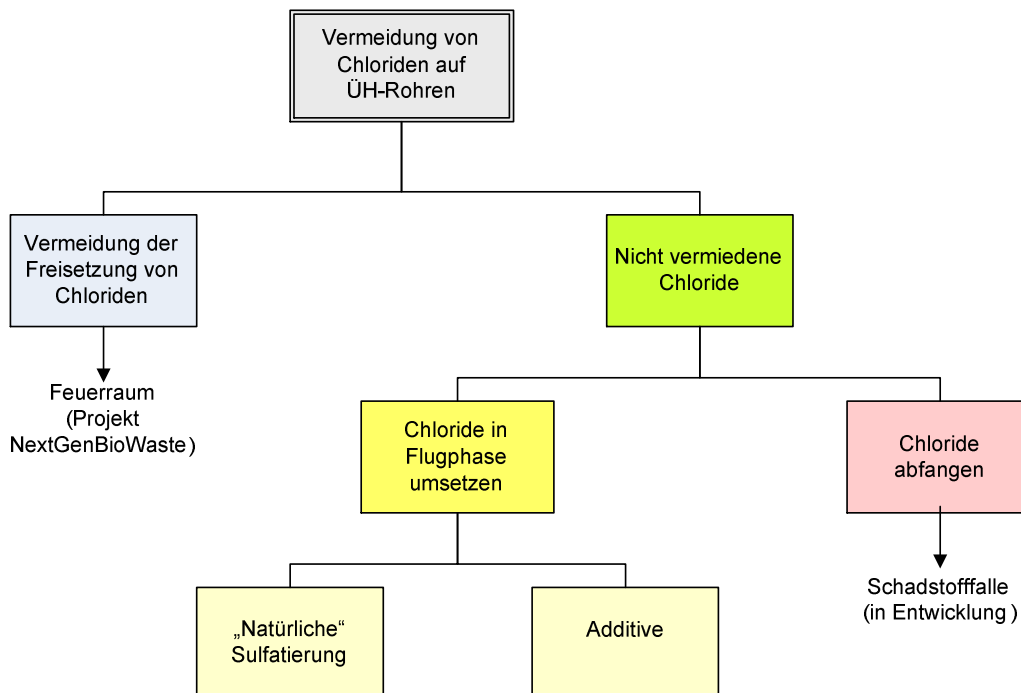 Vermeidung von
Chloriden auf
ÜH-Rohren
Vermeidung der
Freisetzung von
Chloriden
Nicht vermiedene
Chloride
Feuerraum
(Projekt
NextGenBioWaste)
Chloride in
Flugphase
umsetzen
Chloride
abfangen
„Natürliche“
Sulfatierung
Additive
Schadstofffalle
(in Entwicklung)